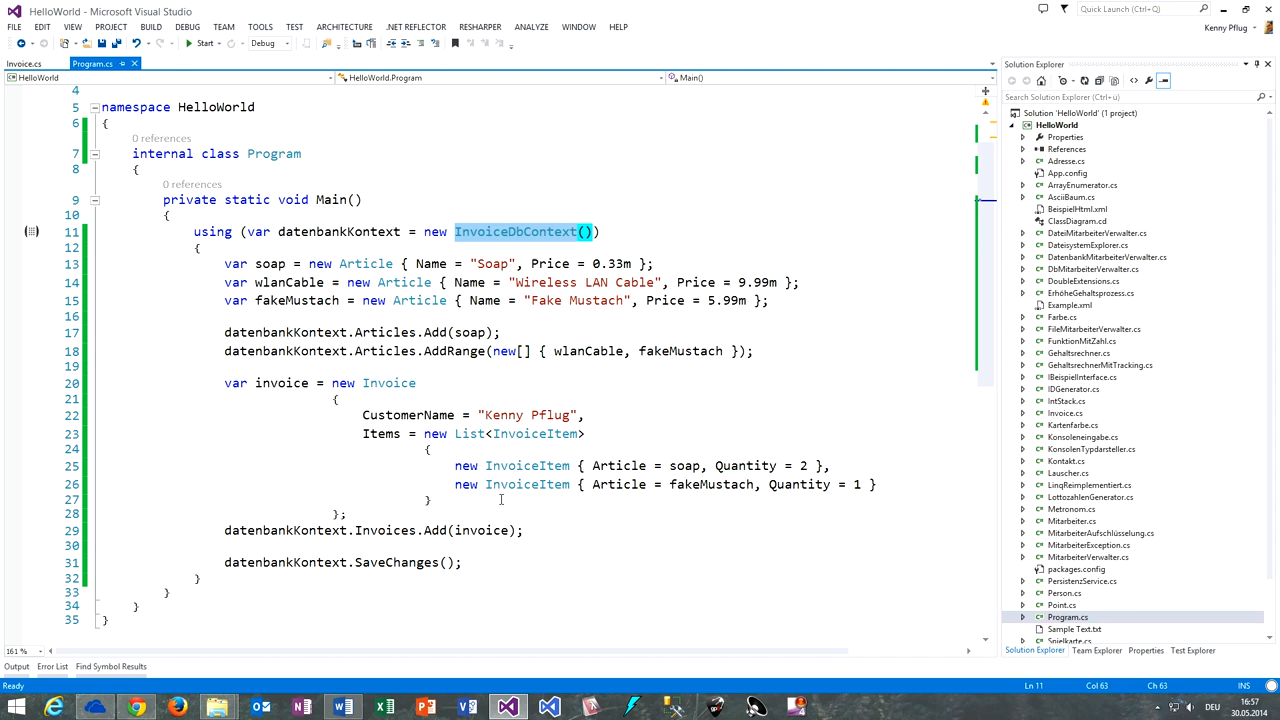 HelloWorld - Microsoft Visual Studio
Quick Launch (Ctrl+Q)
FILE EDIT VIEW PROJECT BUILD DEBUG TEAM TOOLS TEST ARCHITECTURE .NET REFLECTOR RESHARPER ANALYZE WINDOW HELP
Kenny Pflug
Start Debug
Invoice.cs Program.cs
HelloWorld HelloWorld.Program Main()
4
5 namespace HelloWorld
6 {
0 references
7 internal class Program
8 {
0 references
9 private static void Main()
10 {
11 using (var datenbankKontext = new InvoiceDbContext())
12 {
13 var soap = new Article { Name = "Soap", Price = 0.33m };
14 var wlanCable = new Article { Name = "Wireless LAN Cable", Price = 9.99m };
15 var fakeMustach = new Article { Name = "Fake Mustach", Price = 5.99m };
16
17 datenbankKontext.Articles.Add(soap);
18 datenbankKontext.Articles.AddRange(new[] { wlanCable, fakeMustach });
19
20 var invoice = new Invoice
21 {
22 CustomerName = "Kenny Pflug",
23 Items = new List<InvoiceItem>
24 {
25 new InvoiceItem { Article = soap, Quantity = 2 },
26 new InvoiceItem { Article = fakeMustach, Quantity = 1 }
27 }
28 };
29 datenbankKontext.Invoices.Add(invoice);
30
31 datenbankKontext.SaveChanges();
32 }
33 }
34 }
35 }
161 %
Output Error List Find Symbol Results
Solution Explorer
Search Solution Explorer (Ctrl+ü)
Solution 'HelloWorld' (1 project)
HelloWorld
Properties
References
Adresse.cs
App.config
ArrayEnumerator.cs
AsciiBaum.cs
BeispielHtml.xml
ClassDiagram.cd
DateiMitarbeiterVerwalter.cs
DateisystemExplorer.cs
DatenbankMitarbeiterVerwalter.cs
DbMitarbeiterVerwalter.cs
DoubleExtensions.cs
ErhöheGehaltsprozess.cs
Example.xml
Farbe.cs
FileMitarbeiterVerwalter.cs
FunktionMitZahl.cs
Gehaltsrechner.cs
GehaltsrechnerMitTracking.cs
IBeispielInterface.cs
IDGenerator.cs
IntStack.cs
Invoice.cs
Kartenfarbe.cs
Konsoleneingabe.cs
KonsolenTypdarsteller.cs
Kontakt.cs
Lauscher.cs
LinqReimplementiert.cs
LottozahlenGenerator.cs
Metronom.cs
Mitarbeiter.cs
MitarbeiterAufschlüsselung.cs
MitarbeiterException.cs
MitarbeiterVerwalter.cs
packages.config
PersistenzService.cs
Person.cs
Point.cs
Program.cs
Sample Text.txt
Spielkarte.cs
Solution Explorer Team Explorer Properties Test Explorer
Ready Ln 11 Col 63 Ch 63 INS
DEU 16:57
30.05.2014